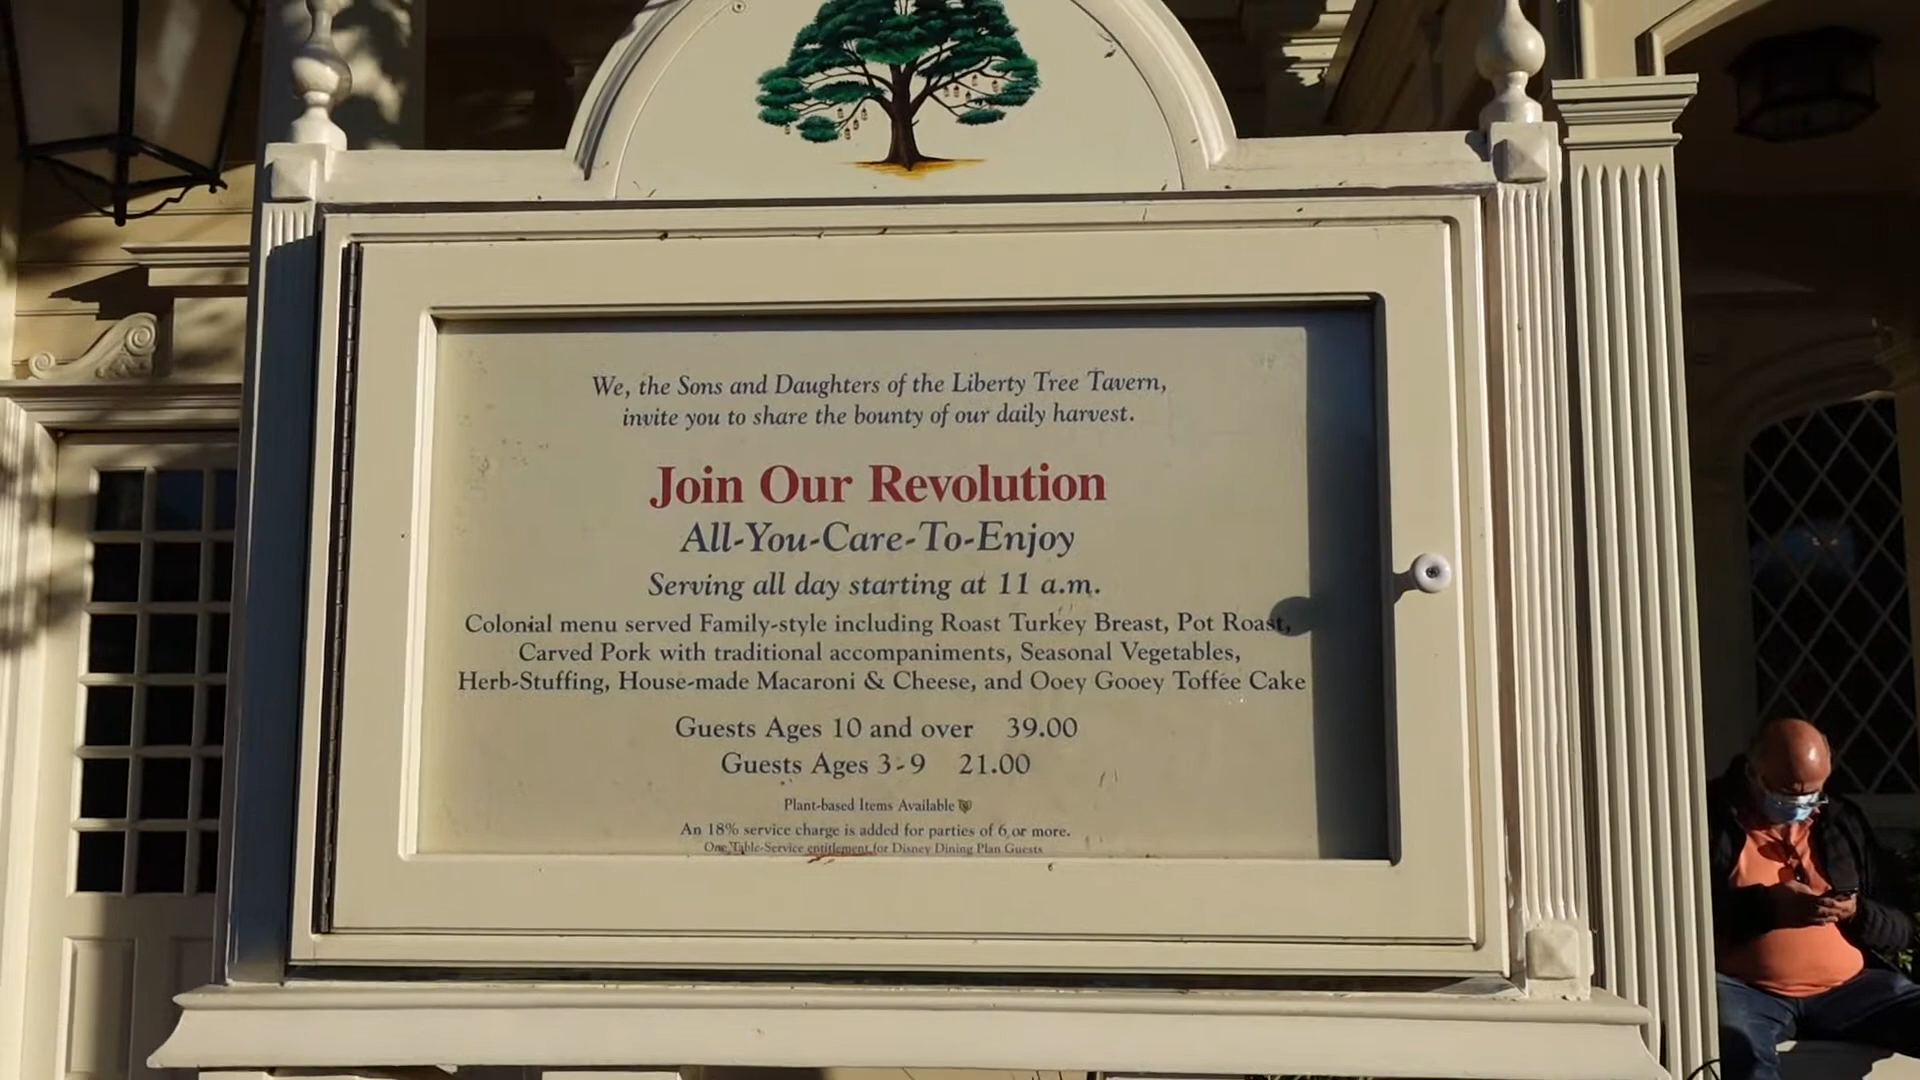 We, the Sons and Daughters of the Liberty Tree Tavern,
invite you to share the bounty of our daily harvest.
Join Our Revolution
All-You-Care-To-Enjoy
Serving all day starting at 11 a.m.
Colonial menu served Family-style including Roast Turkey Breast, Pot Roast,
Carved Pork with traditional accompaniments, Seasonal Vegetables,
Herb-Stuffing, House-made Macaroni & Cheese, and Ooey Gooey Toffee Cake
Guests Ages 10 and over 39.00
Guests Ages 3-9 21.00
Plant-based Items Available
An 18% service charge is added for parties of 6 or more.
One Table-Service entitlement for Disney Dining Plan Guests